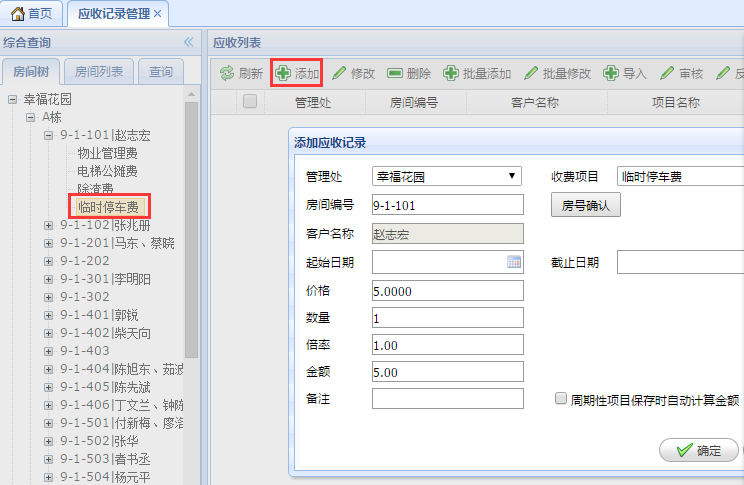 首页
应收记录管理
综合查询
应收列表
房间树
房间列表
查询
刷新
添加
修改
删除
批量添加
批量修改
导入
审核
管理处
房间编号
客户名称
项目名称
幸福花园
A栋
9-1-101|赵志宏
物业管理费
电梯公摊费
除渣费
临时停车费
9-1-102|张兆册
9-1-201|马东、蔡晓
9-1-202
9-1-301|李明阳
9-1-302
9-1-401|郭锐
9-1-402|柴天向
9-1-403
9-1-404|陈旭东、茹波
9-1-405|陈先斌
9-1-406|丁文兰、钟陈
9-1-501|付新梅、廖浩
9-1-502|张华
9-1-503|者书丞
9-1-504|杨元平
添加应收记录
管理处 幸福花园 收费项目 临时停车费
房间编号 9-1-101 房号确认
客户名称 赵志宏
起始日期 截止日期
价格 5.0000
数量 1
倍率 1.00
金额 5.00
备注 周期性项目保存时自动计算金额
确定